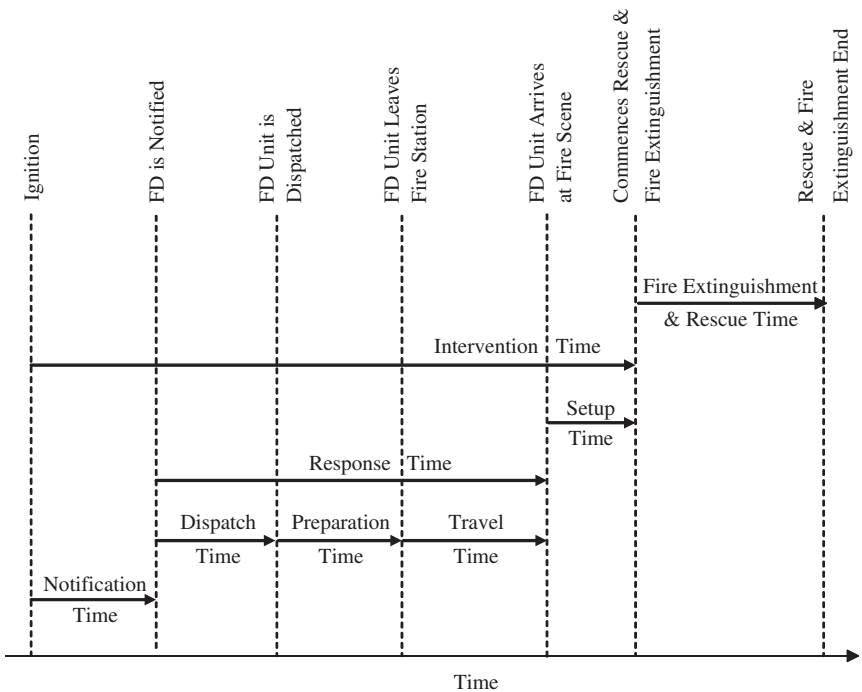 Ignition
FD is Notified
FD Unit is
Dispatched
FD Unit Leaves
Fire Station
FD Unit Arrives
at Fire Scene
Commences Rescue &
Fire Extinguishment
Rescue & Fire
Extinguishment End
Fire Extinguishment
& Rescue Time
Intervention Time
Setup
Time
Response Time
Dispatch
Time
Preparation
Time
Travel
Time
Notification
Time
Time